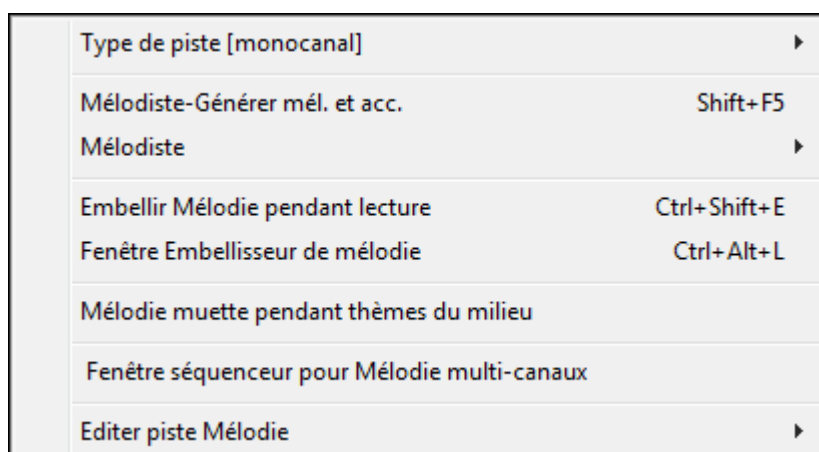 Type de piste [monocanal]
Mélodiste-Générer mél. et acc. Shift+F5
Mélodiste
Embellir Mélodie pendant lecture Ctrl+Shift+E
Fenêtre Embellisseur de mélodie Ctrl+Alt+L
Mélodie muette pendant thèmes du milieu
Fenêtre séquenceur pour Mélodie multi-canaux
Editer piste Mélodie